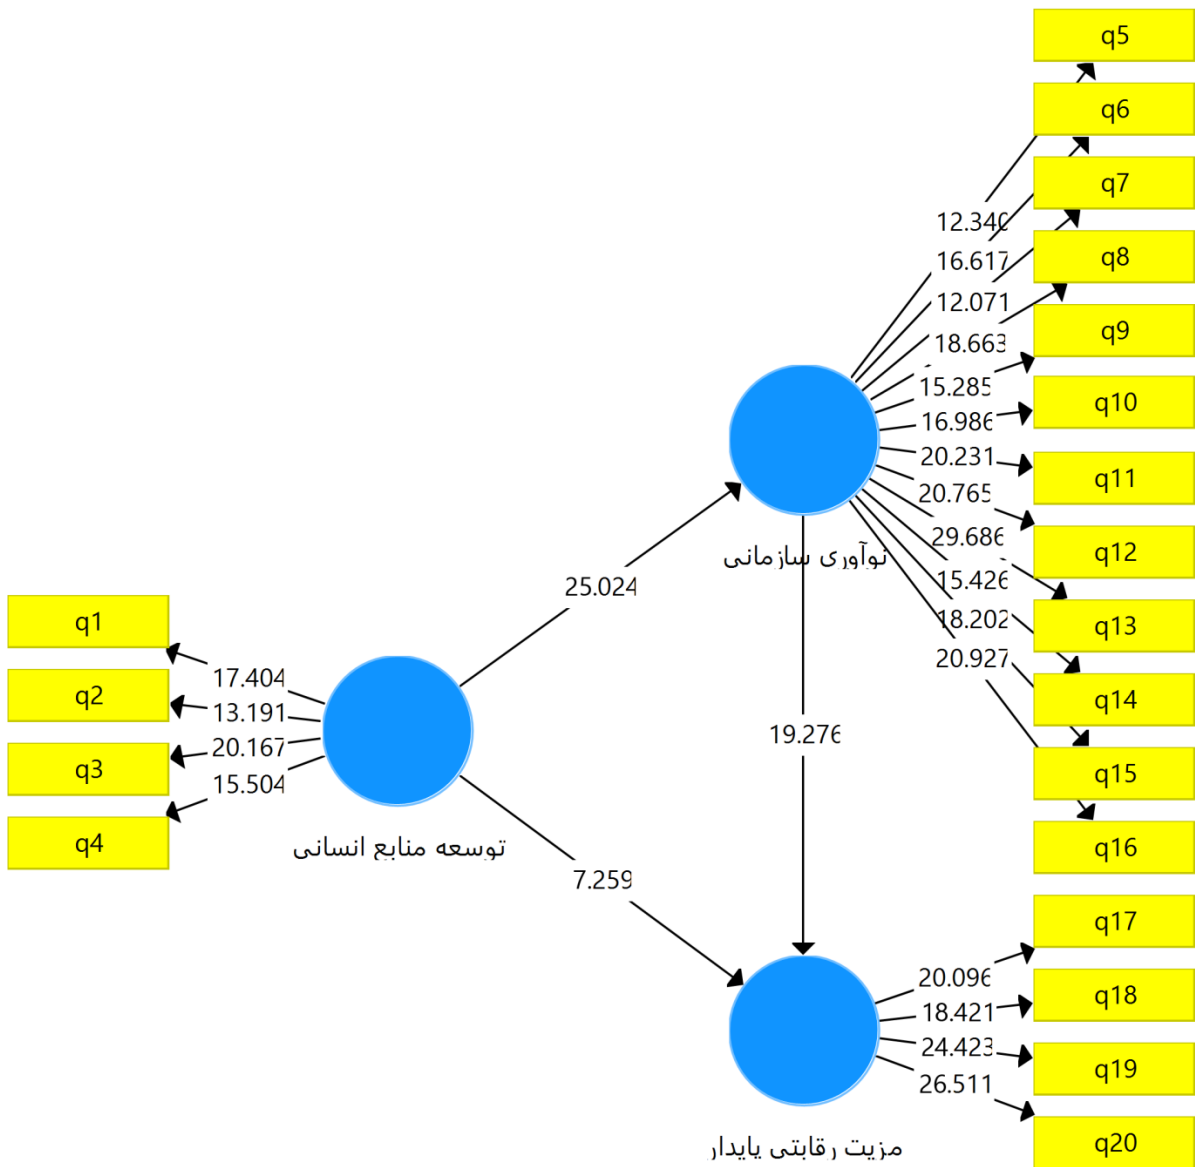 q5
q6
q7
q8
q9
q10
q11
q12
q13
q14
q15
q16
12.340
16.617
12.071
18.663
15.285
16.986
20.231
20.765
29.686
15.426
18.202
20.927
نوآوری سازمانی
25.024
19.276
q1
q2
q3
q4
17.404
13.191
20.167
15.504
توسعه منابع انسانی
7.259
q17
q18
q19
q20
20.096
18.421
24.423
26.511
مزیت رقابتی پایدار